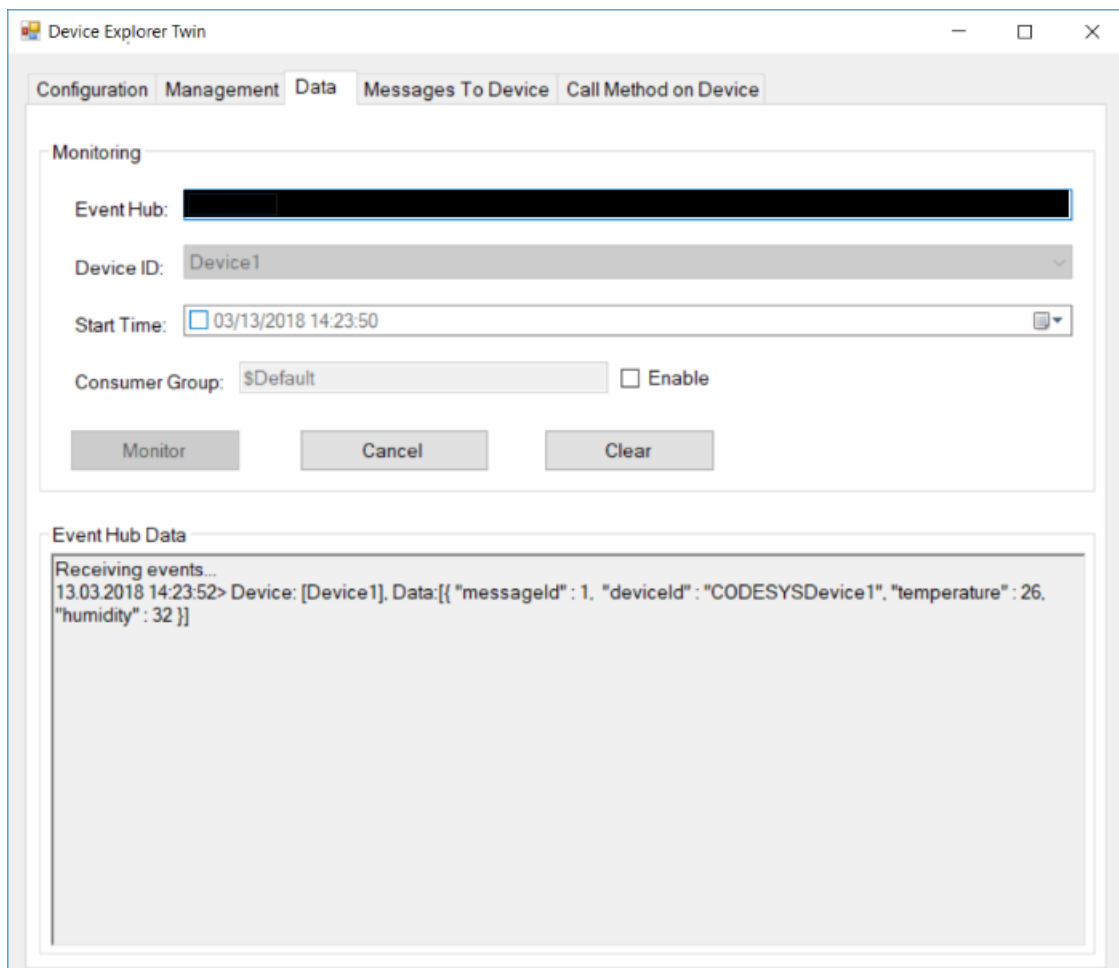 Device Explorer Twin
Configuration Management Data Messages To Device Call Method on Device
Monitoring
Event Hub:
Device ID: Device1
Start Time: 03/13/2018 14:23:50
Consumer Group: $Default Enable
Monitor Cancel Clear
Event Hub Data
Receiving events...
13.03.2018 14:23:52> Device: [Device1], Data:[{ "messageId" : 1, "deviceId" : "CODESYSDevice1", "temperature" : 26,
"humidity" : 32 }]